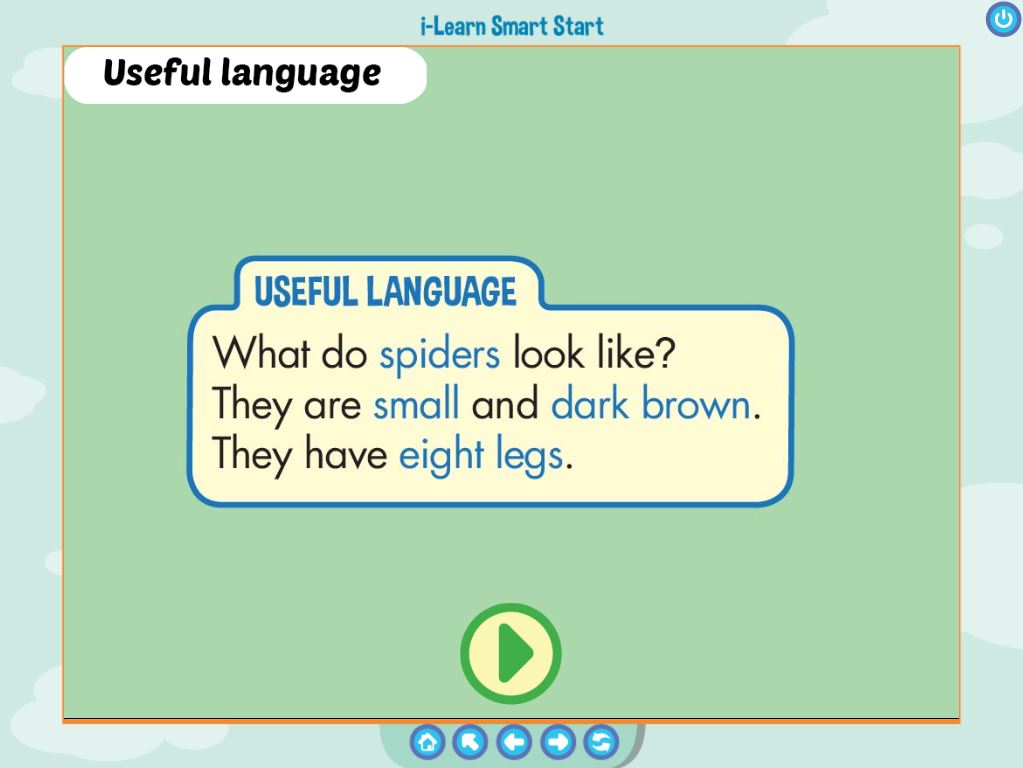 i-Learn Smart Start
Useful language
USEFUL LANGUAGE
What do spiders look like?
They are small and dark brown.
They have eight legs.